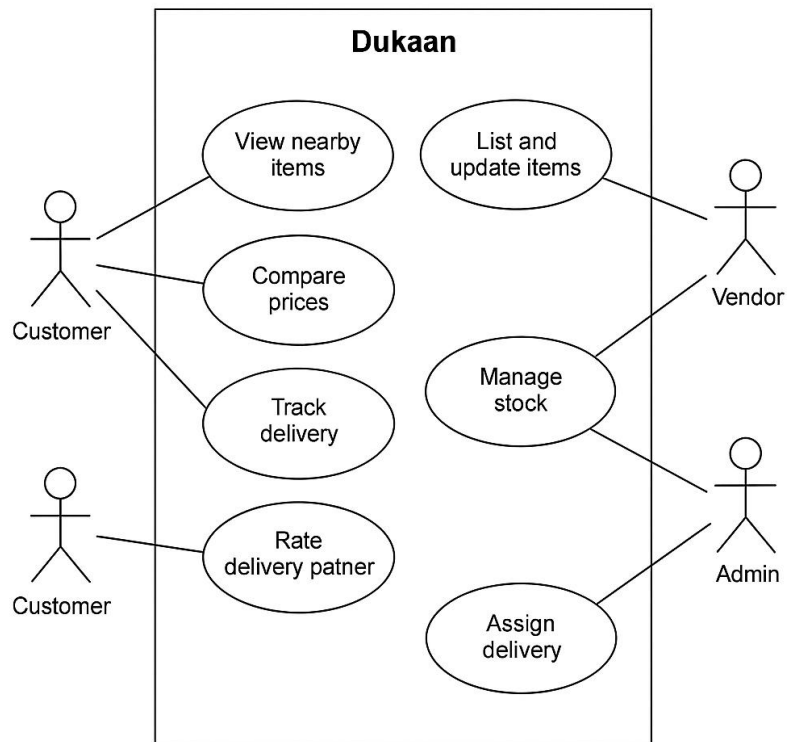 Dukaan
View nearby
items
List and
update items
Customer
Compare
prices
Vendor
Track
delivery
Manage
stock
Customer
Rate
delivery patner
Admin
Assign
delivery